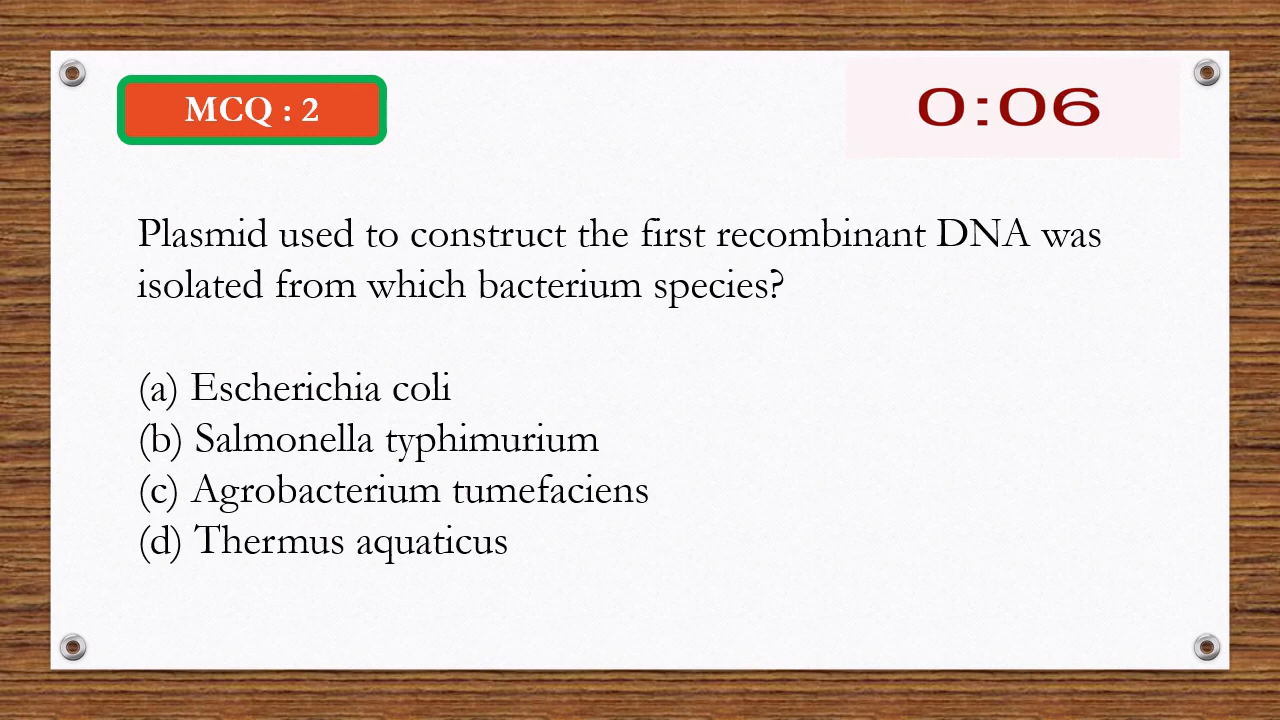 MCQ : 2
0:06
Plasmid used to construct the first recombinant DNA was
isolated from which bacterium species?
(a) Escherichia coli
(b) Salmonella typhimurium
(c) Agrobacterium tumefaciens
(d) Thermus aquaticus